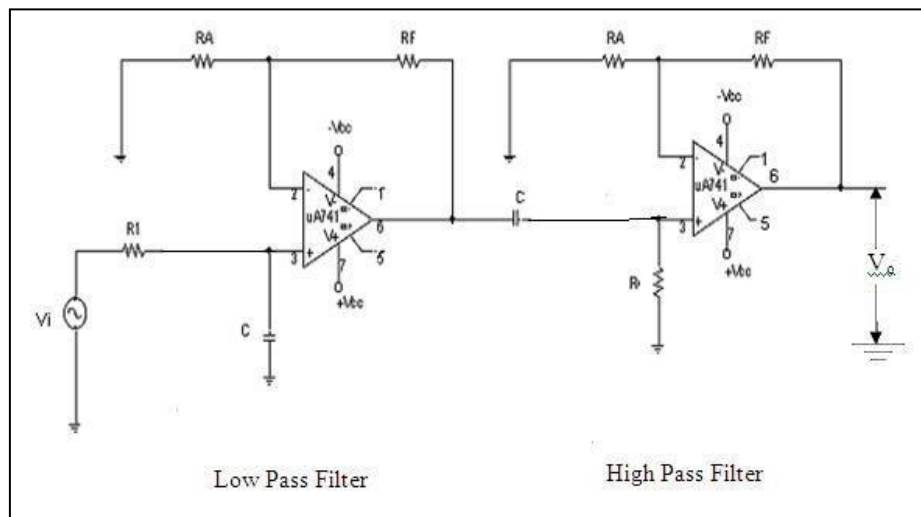 RA RF RA RF
-Vcc -Vcc
4 4
2 - V- 1 2 - V- 1
uA741 6 C uA741 6
R1 3 + V+ 5 3 + V+ 5
7 7
+Vcc R +Vcc Vo
Vi C
Low Pass Filter High Pass Filter